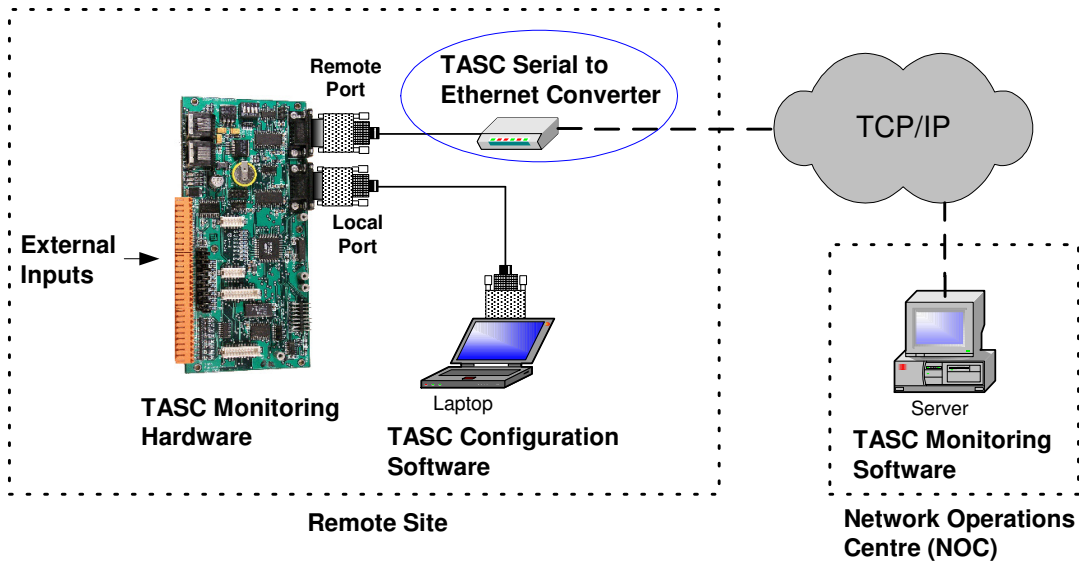 Remote
Port
TASC Serial to
Ethernet Converter
TCP/IP
External
Inputs
Local
Port
Laptop
Server
TASC Monitoring
Hardware
TASC Configuration
Software
TASC Monitoring
Software
Remote Site
Network Operations
Centre (NOC)